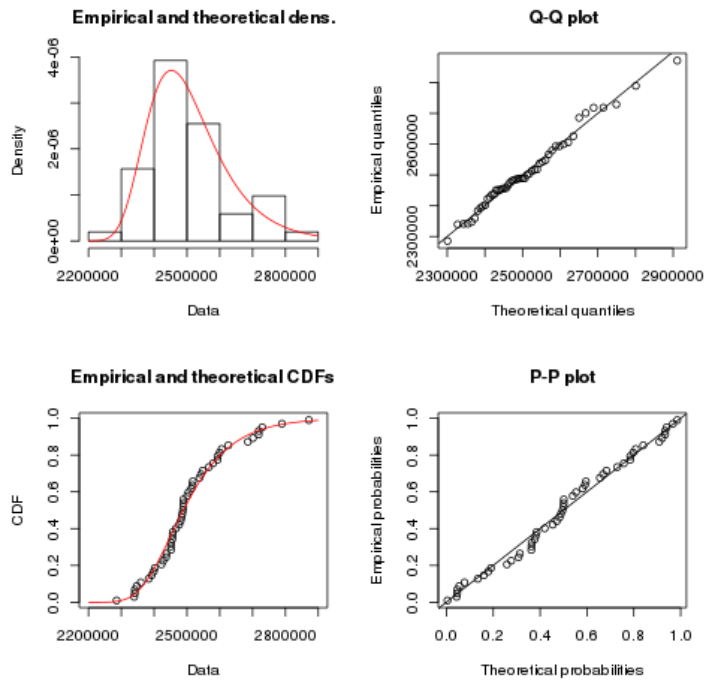 Empirical and theoretical dens.
Density
0e+00 2e-06 4e-06
2200000 2500000 2800000
Data
Q-Q plot
Empirical quantiles
2300000 2600000
2300000 2500000 2700000 2900000
Theoretical quantiles
Empirical and theoretical CDFs
CDF
0.0 0.2 0.4 0.6 0.8 1.0
2200000 2500000 2800000
Data
P-P plot
Empirical probabilities
0.0 0.2 0.4 0.6 0.8 1.0
0.0 0.2 0.4 0.6 0.8 1.0
Theoretical probabilities